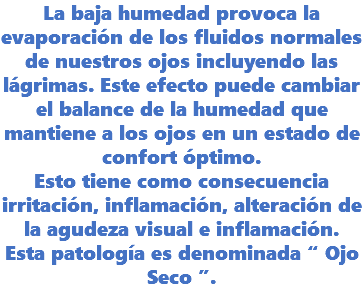 La baja humedad provoca la
evaporación de los fluidos normales
de nuestros ojos incluyendo las
lágrimas. Este efecto puede cambiar
el balance de la humedad que
mantiene a los ojos en un estado de
confort óptimo.
Esto tiene como consecuencia
irritación, inflamación, alteración de
la agudeza visual e inflamación.
Esta patología es denominada “ Ojo
Seco ”.